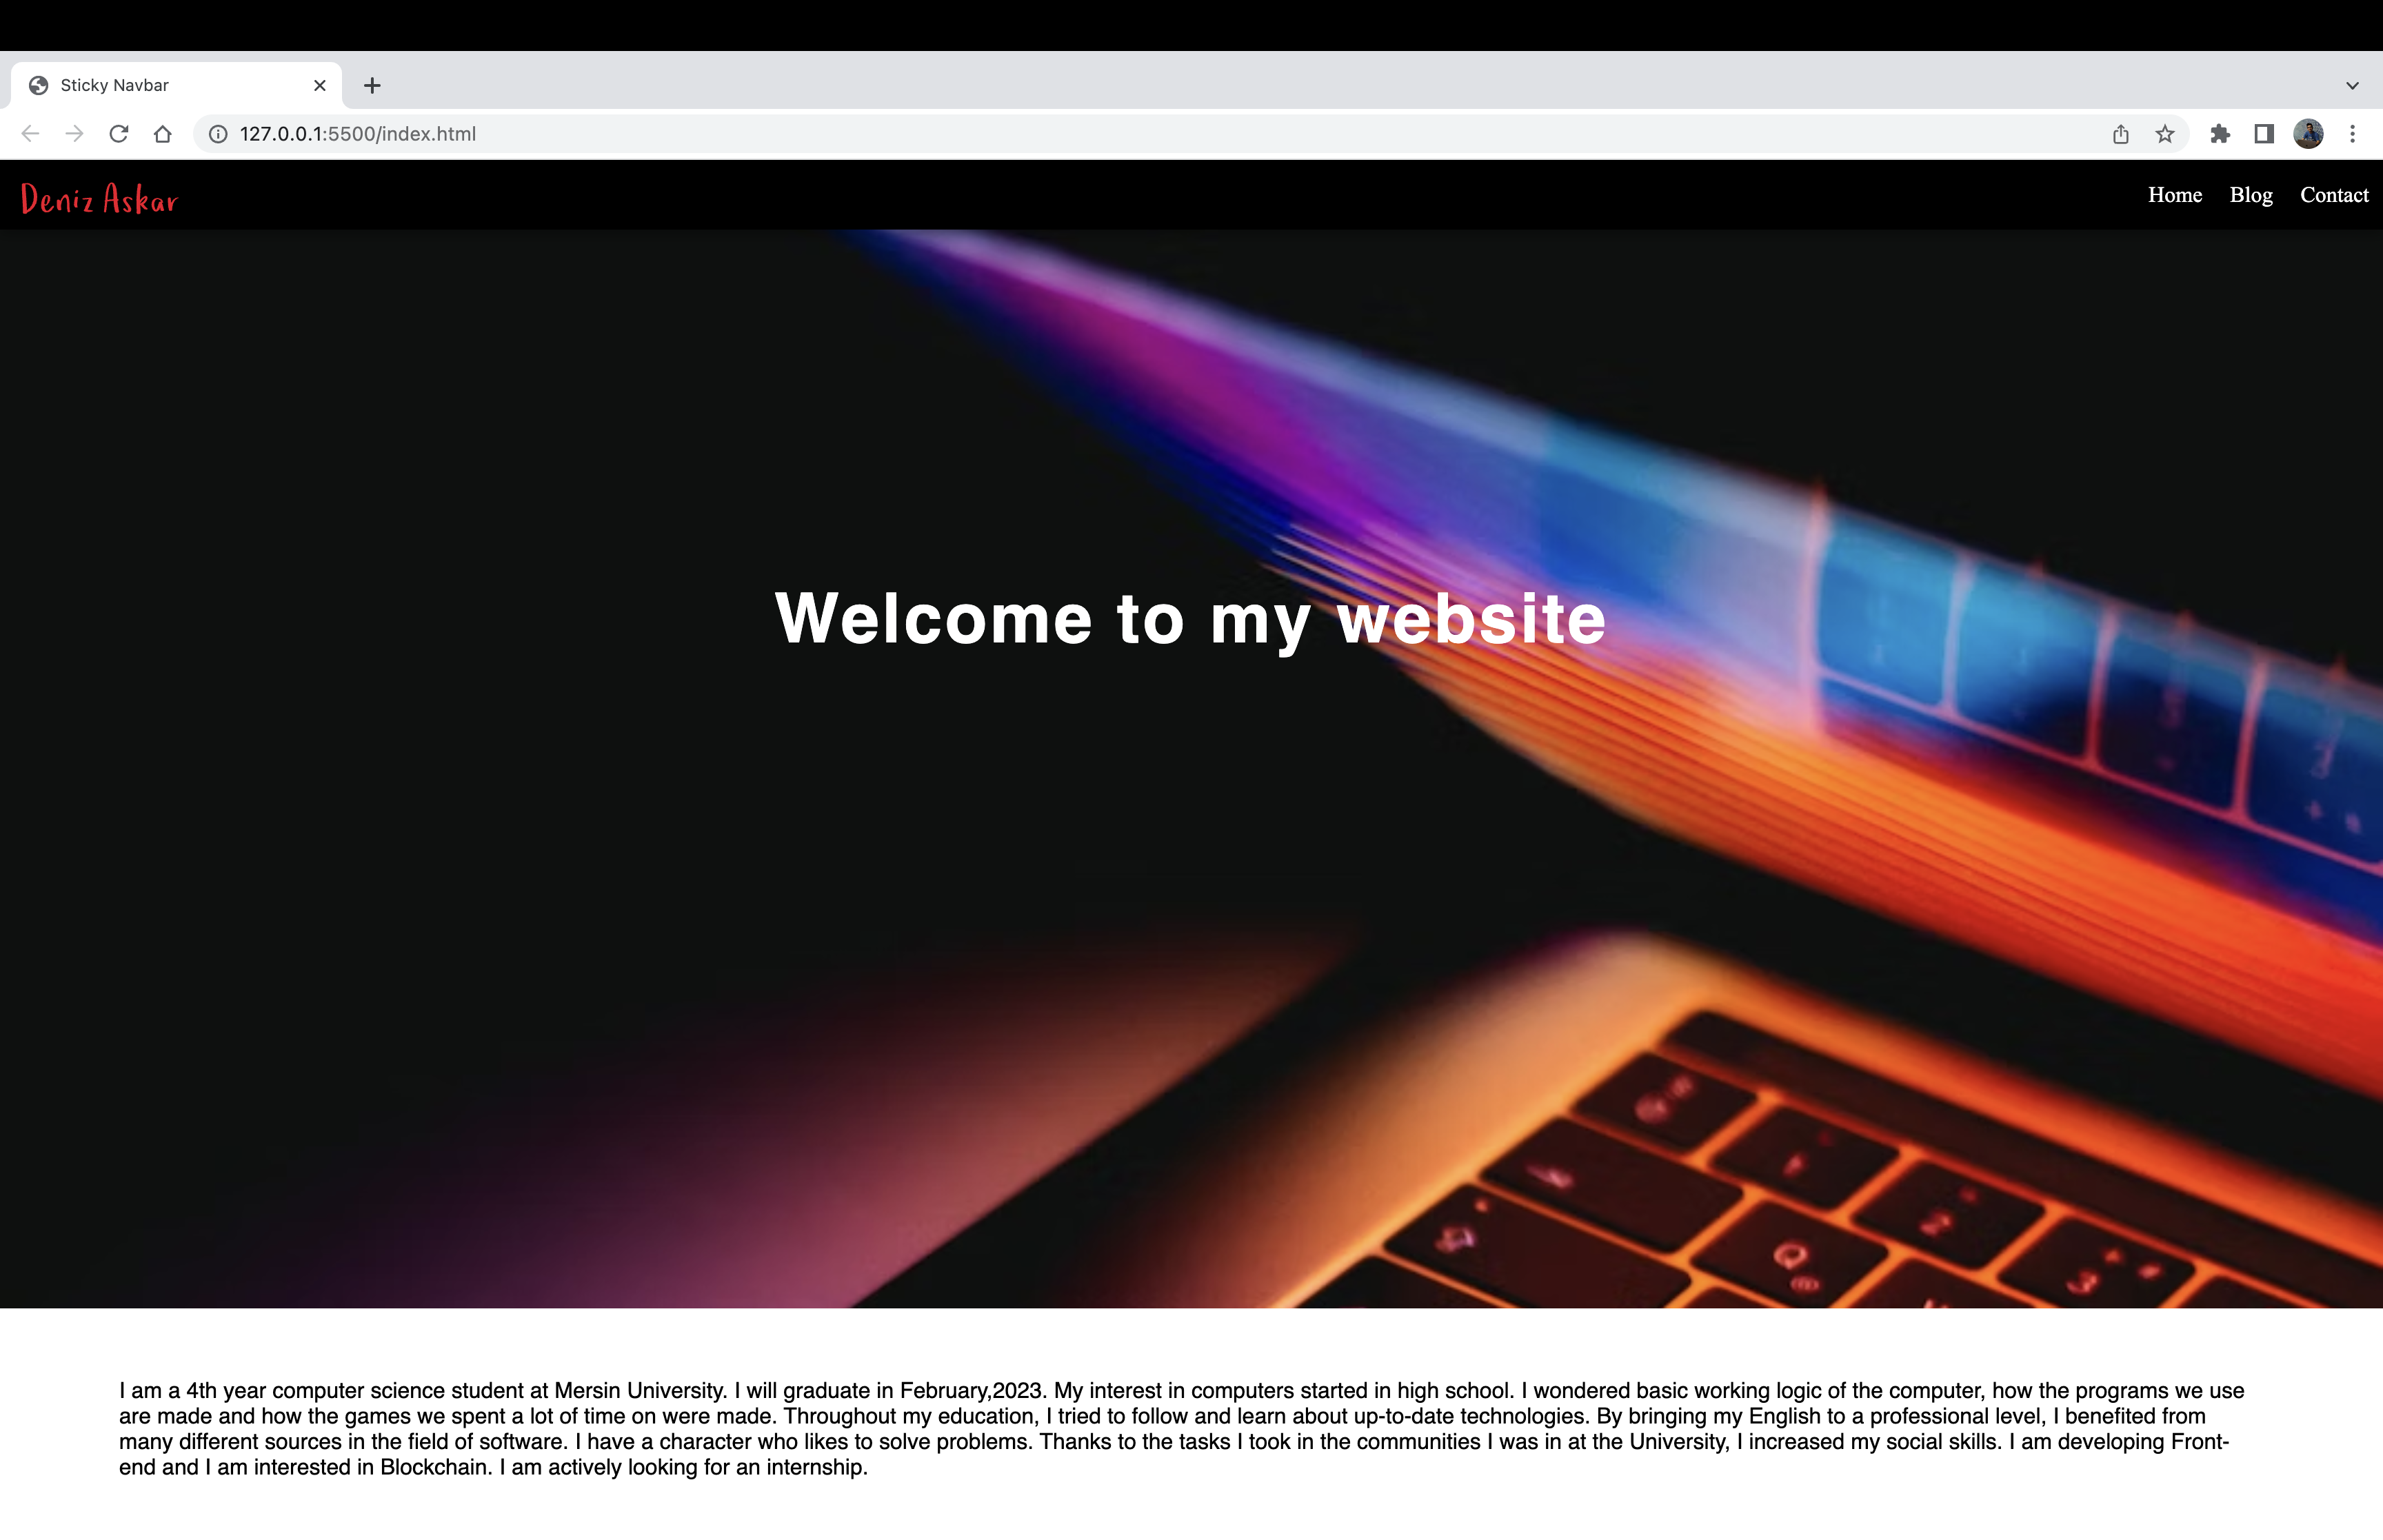 Sticky Navbar
127.0.0.1:5500/index.html
Deniz Askar
Home Blog Contact
Welcome to my website
I am a 4th year computer science student at Mersin University. I will graduate in February,2023. My interest in computers started in high school. I wondered basic working logic of the computer, how the programs we use
are made and how the games we spent a lot of time on were made. Throughout my education, I tried to follow and learn about up-to-date technologies. By bringing my English to a professional level, I benefited from
many different sources in the field of software. I have a character who likes to solve problems. Thanks to the tasks I took in the communities I was in at the University, I increased my social skills. I am developing Front-
end and I am interested in Blockchain. I am actively looking for an internship.